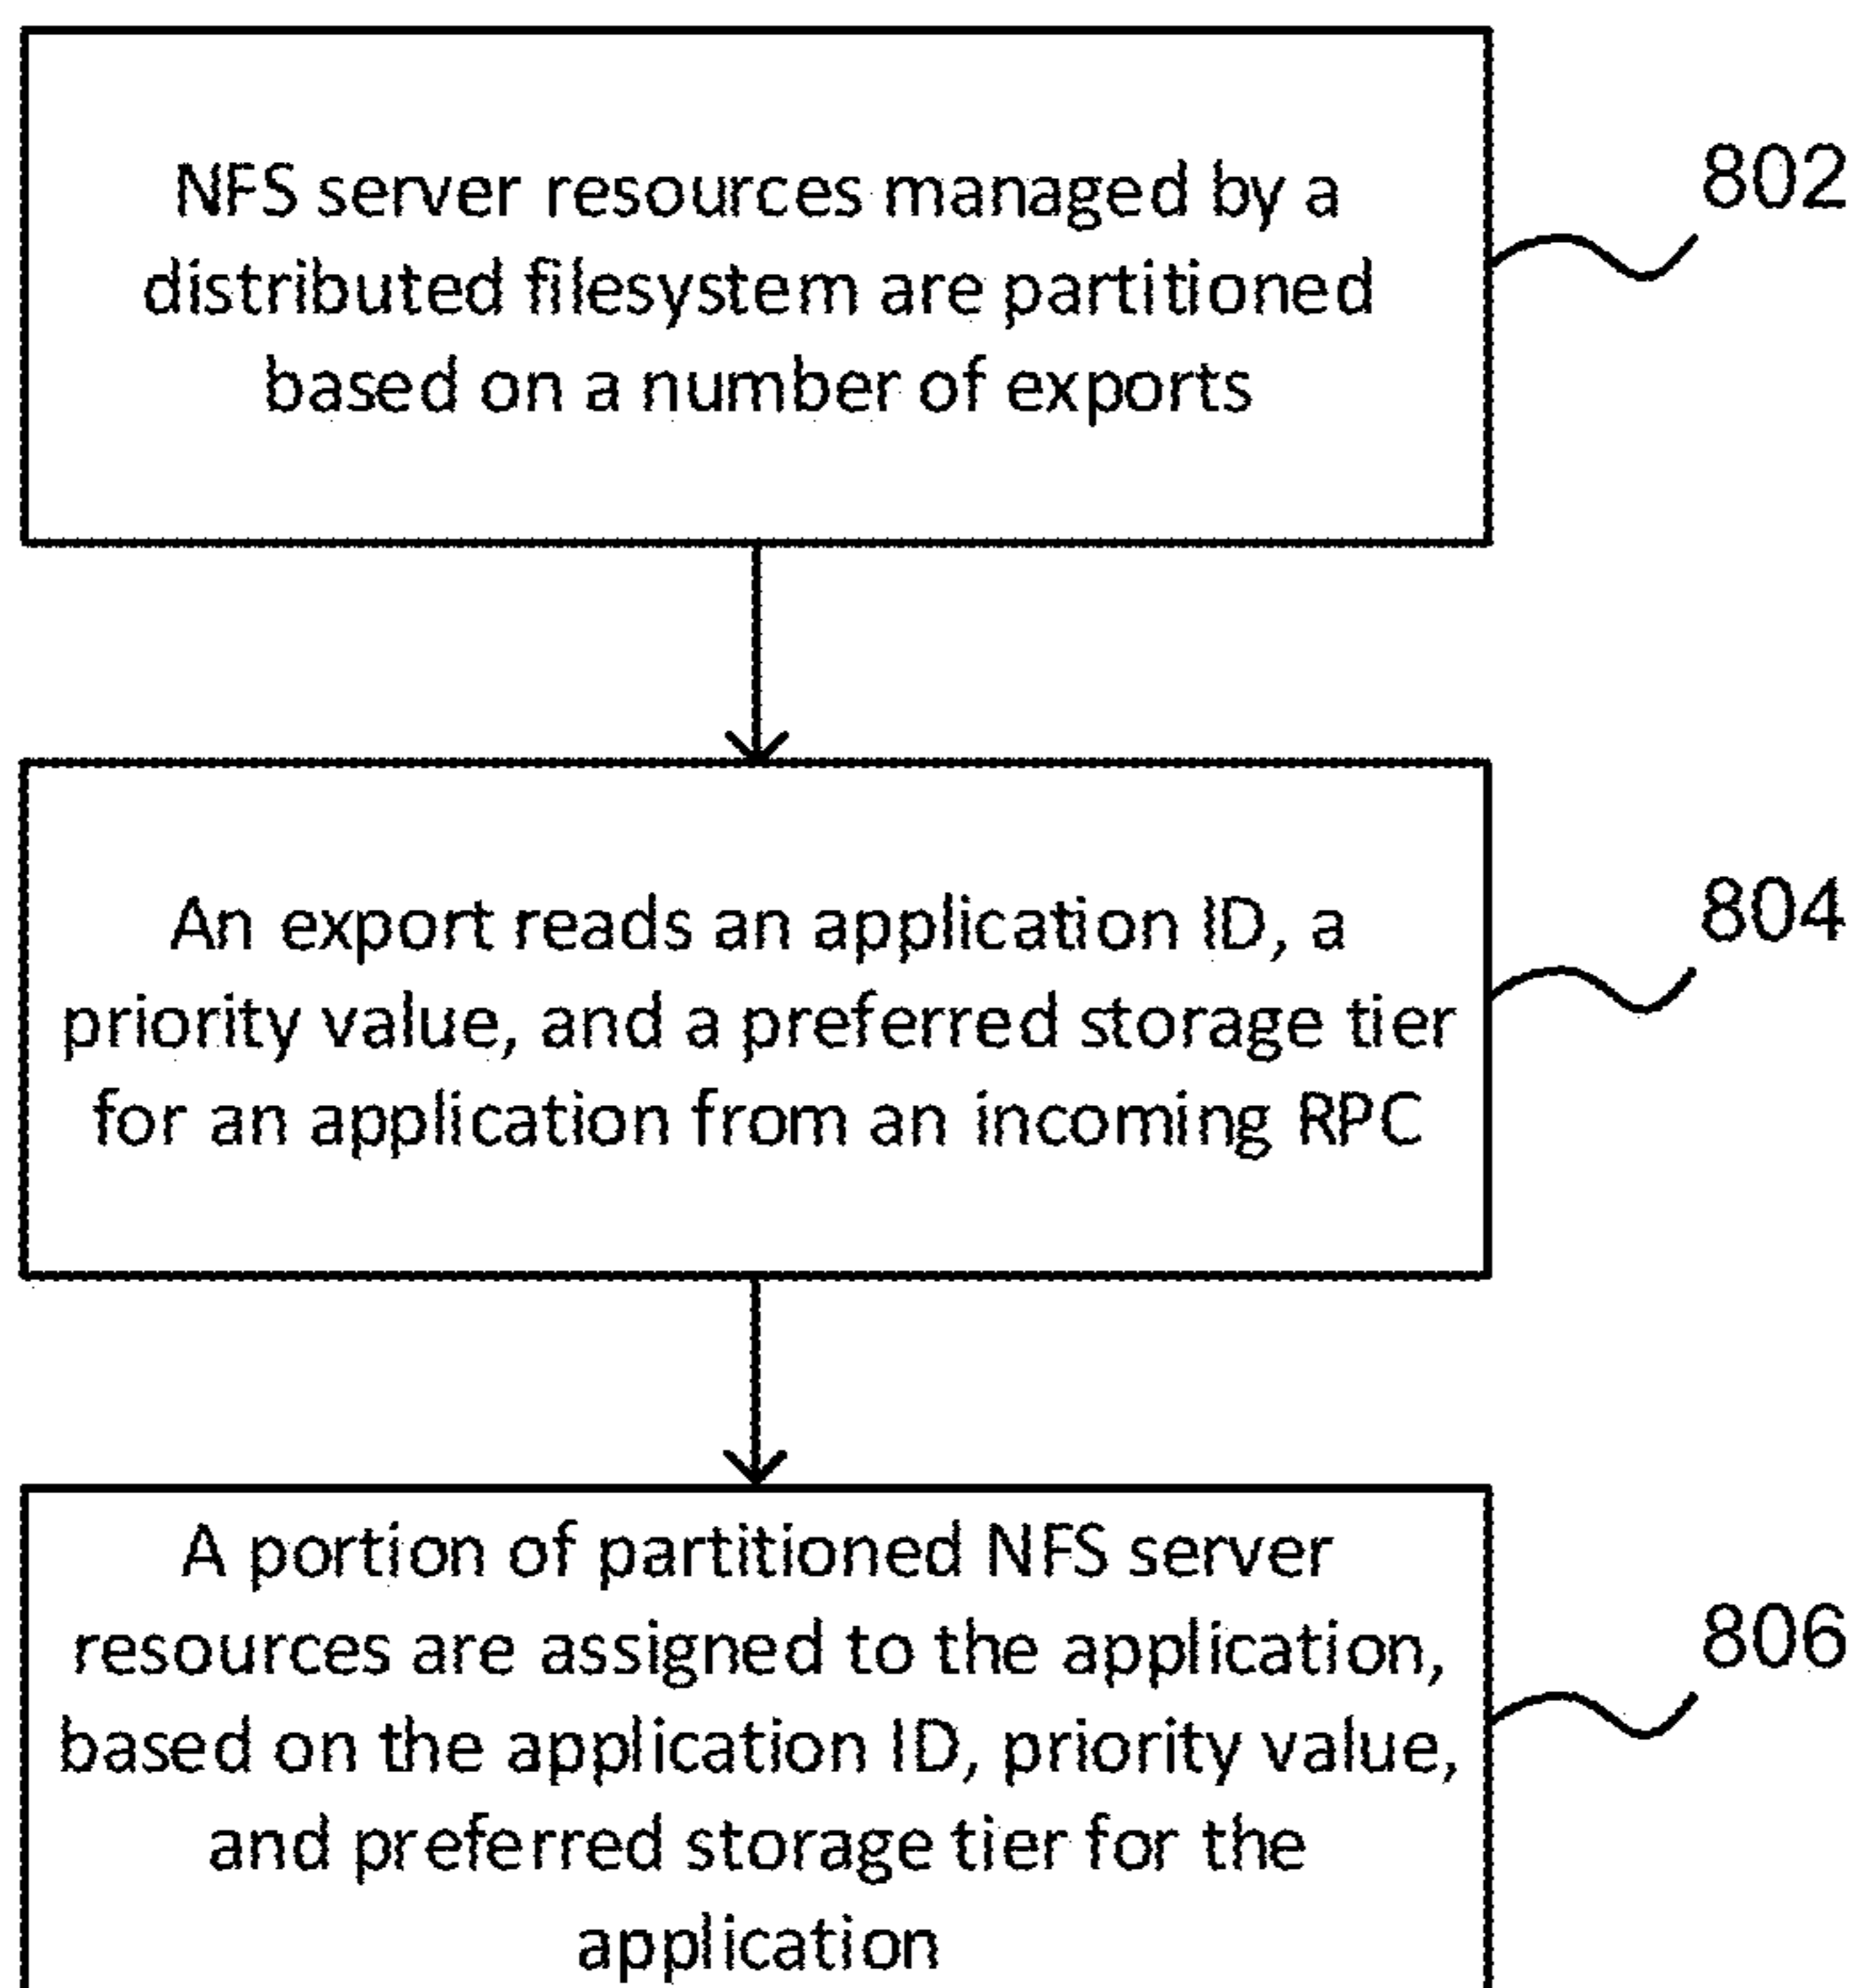 NFS server resources managed by a
distributed filesystem are partitioned
based on a number of exports
802
An export reads an application ID, a
priority value, and a preferred storage tier
for an application from an incoming RPC
804
A portion of partitioned NFS server
resources are assigned to the application,
based on the application ID, priority value,
and preferred storage tier for the
application
806